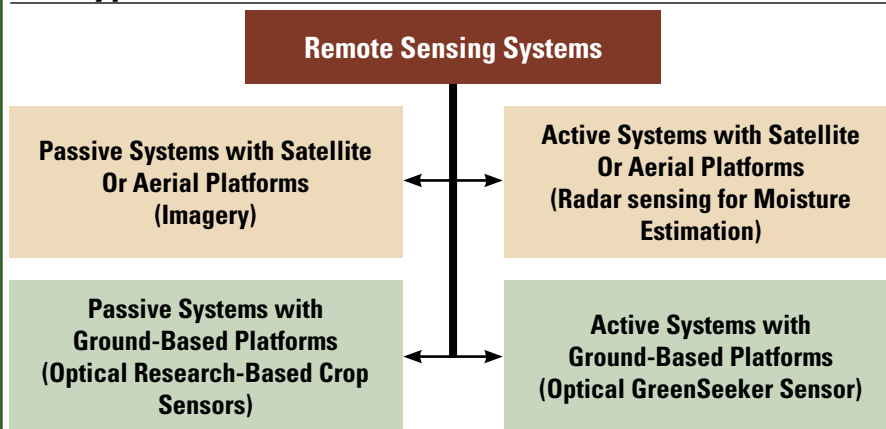 Remote Sensing Systems
Passive Systems with Satellite
Or Aerial Platforms
(Imagery)
Active Systems with Satellite
Or Aerial Platforms
(Radar sensing for Moisture
Estimation)
Passive Systems with
Ground-Based Platforms
(Optical Research-Based Crop
Sensors)
Active Systems with
Ground-Based Platforms
(Optical GreenSeeker Sensor)